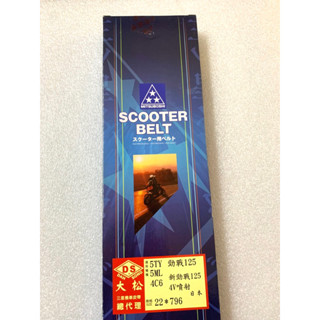 SCOOTER
BELT
スクーター用ベルト
DS
大松
總代理
5TY 勁戰125
5ML 新勁戰125
4C6 4V噴射
22*796 日本